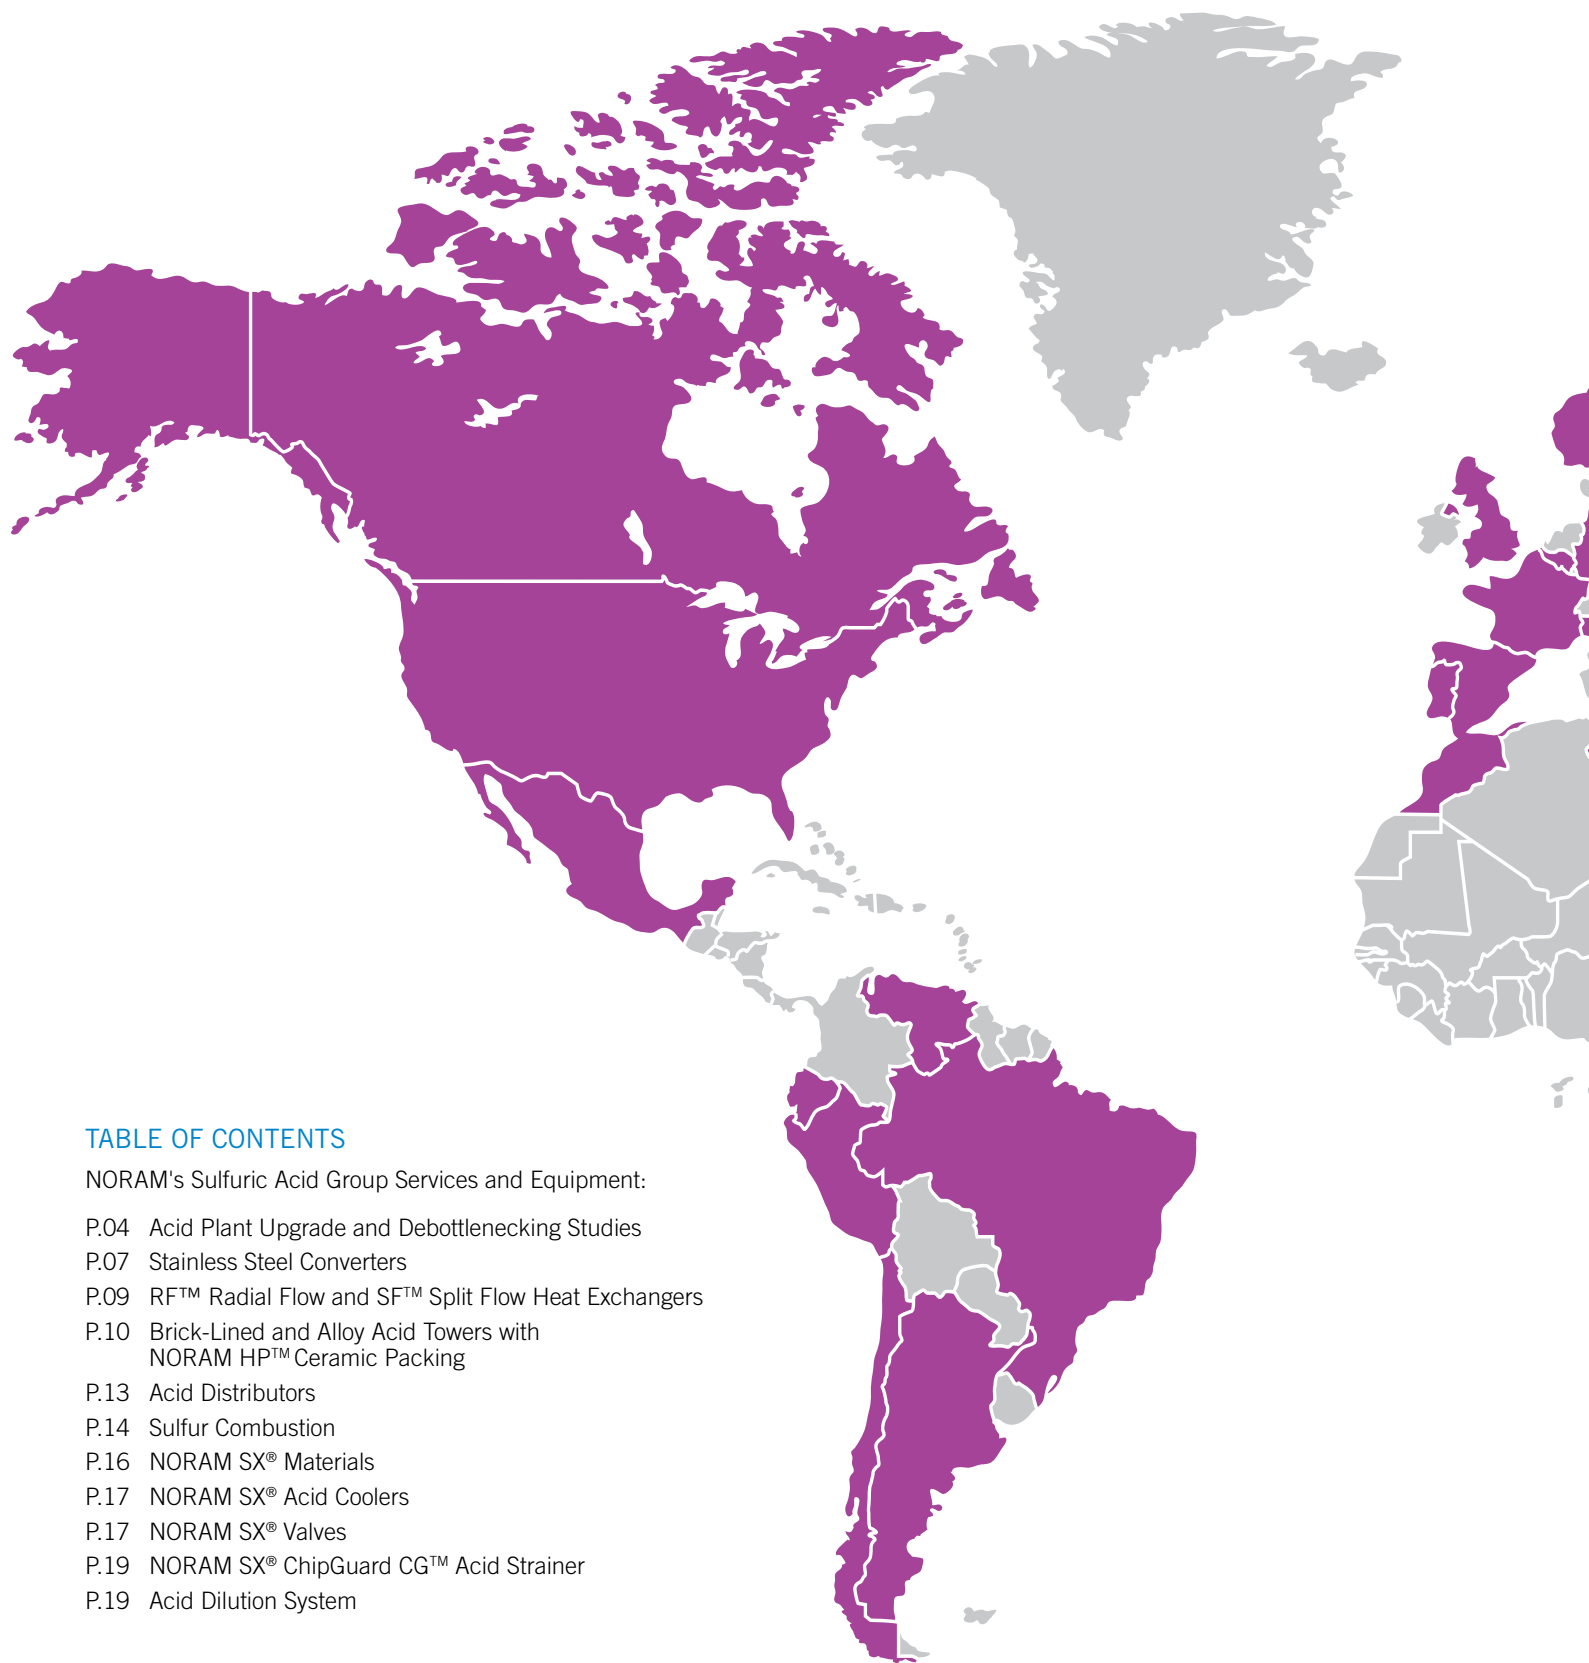 TABLE OF CONTENTS
NORAM's Sulfuric Acid Group Services and Equipment:
P.04 Acid Plant Upgrade and Debottlenecking Studies
P.07 Stainless Steel Converters
P.09 RF™ Radial Flow and SF™ Split Flow Heat Exchangers
P.10 Brick-Lined and Alloy Acid Towers with
NORAM HP™ Ceramic Packing
P.13 Acid Distributors
P.14 Sulfur Combustion
P.16 NORAM SX® Materials
P.17 NORAM SX® Acid Coolers
P.17 NORAM SX® Valves
P.19 NORAM SX® ChipGuard CG™ Acid Strainer
P.19 Acid Dilution System